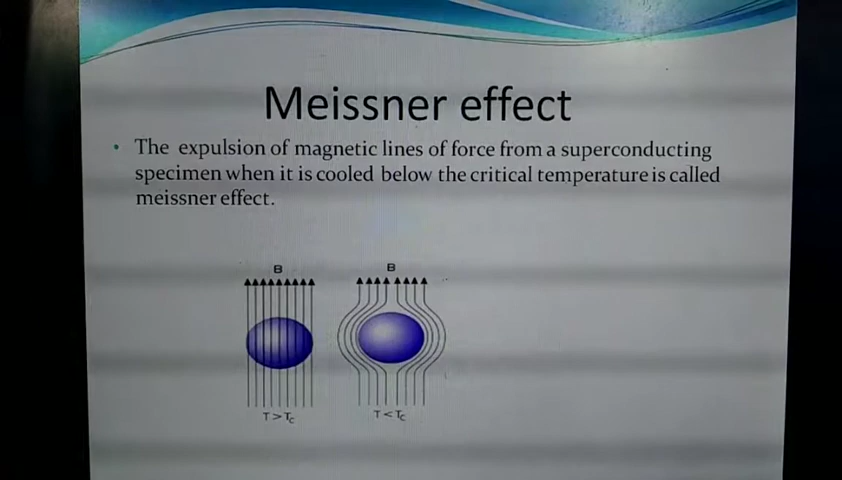 Meissner effect
• The expulsion of magnetic lines of force from a superconducting
specimen when it is cooled below the critical temperature is called
meissner effect.
B
B
T>Tc
T<Tc